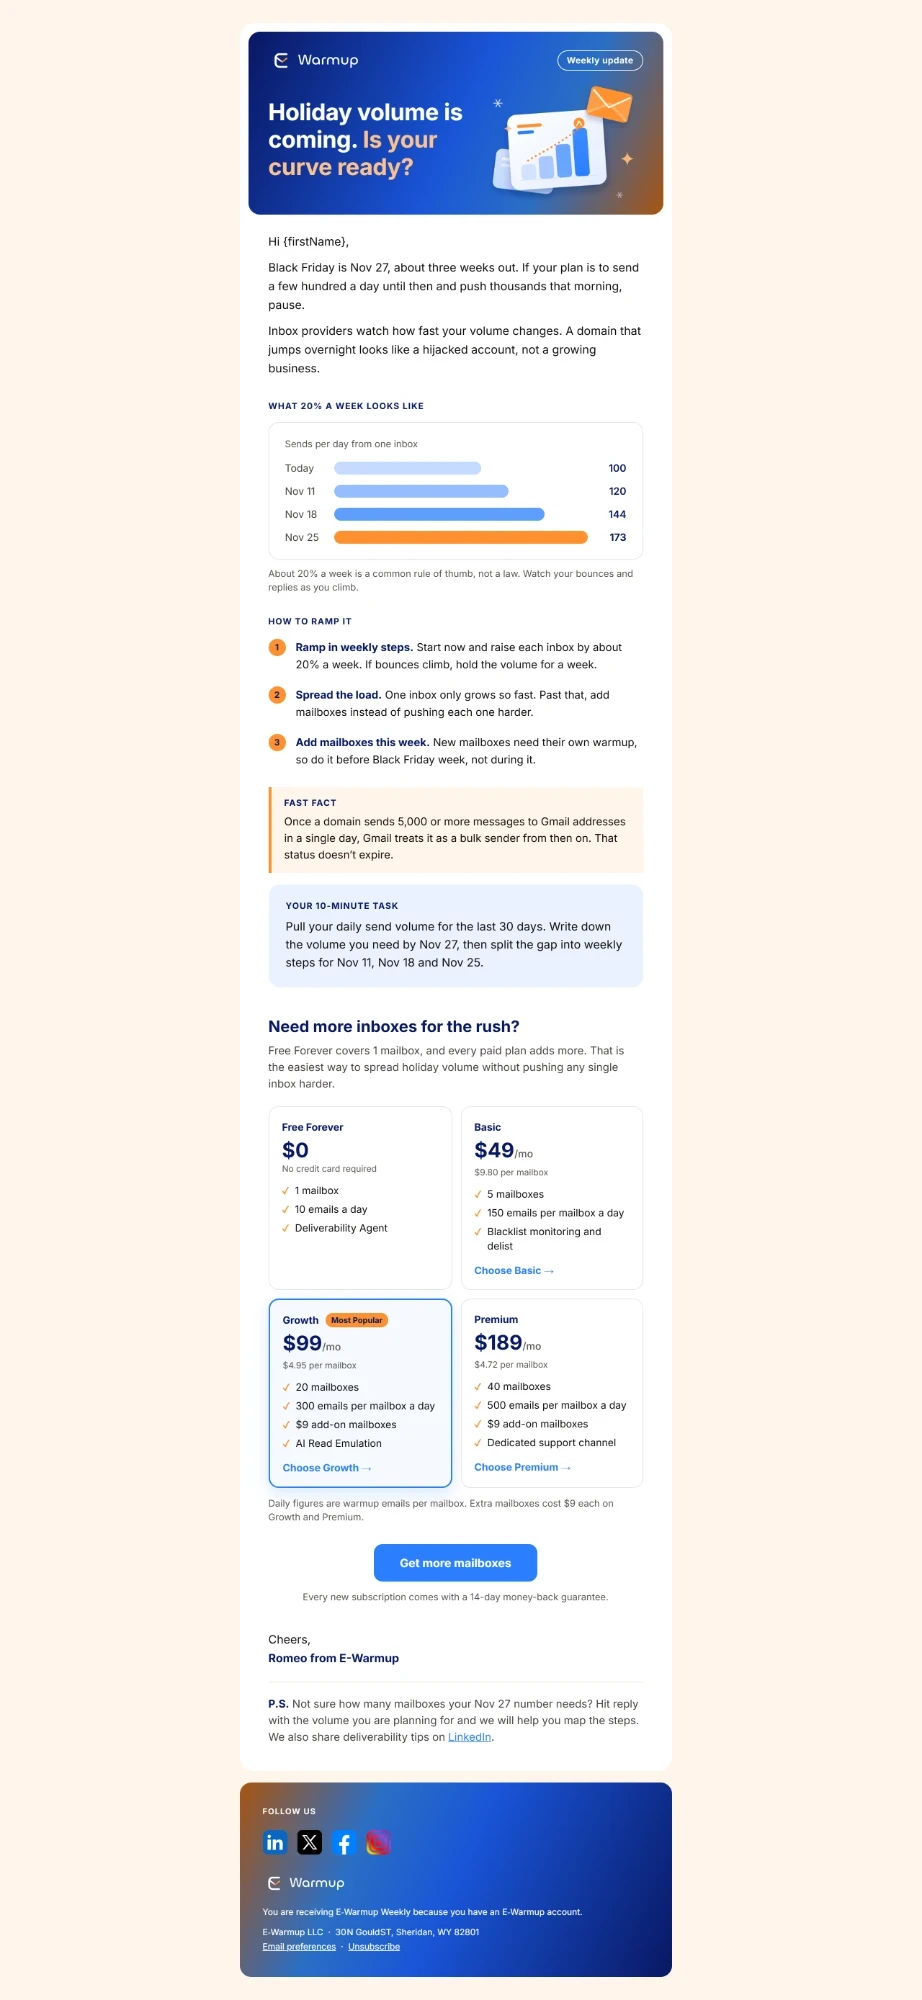 Warmup
Weekly update
Holiday volume is
coming. Is your
curve ready?
Hi {firstName},
Black Friday is Nov 27, about three weeks out. If your plan is to send
a few hundred a day until then and push thousands that morning,
pause.
Inbox providers watch how fast your volume changes. A domain that
jumps overnight looks like a hijacked account, not a growing
business.
WHAT 20% A WEEK LOOKS LIKE
Sends per day from one inbox
Today 100
Nov 11 120
Nov 18 144
Nov 25 173
About 20% a week is a common rule of thumb, not a law. Watch your bounces and
replies as you climb.
HOW TO RAMP IT
1 Ramp in weekly steps. Start now and raise each inbox by about
20% a week. If bounces climb, hold the volume for a week.
2 Spread the load. One inbox only grows so fast. Past that, add
mailboxes instead of pushing each one harder.
3 Add mailboxes this week. New mailboxes need their own warmup,
so do it before Black Friday week, not during it.
FAST FACT
Once a domain sends 5,000 or more messages to Gmail addresses
in a single day, Gmail treats it as a bulk sender from then on. That
status doesn't expire.
YOUR 10-MINUTE TASK
Pull your daily send volume for the last 30 days. Write down
the volume you need by Nov 27, then split the gap into weekly
steps for Nov 11, Nov 18 and Nov 25.
Need more inboxes for the rush?
Free Forever covers 1 mailbox, and every paid plan adds more. That is
the easiest way to spread holiday volume without pushing any single
inbox harder.
Free Forever
$0
No credit card required
✓ 1 mailbox
✓ 10 emails a day
✓ Deliverability Agent
Basic
$49/mo
$9.80 per mailbox
✓ 5 mailboxes
✓ 150 emails per mailbox a day
✓ Blacklist monitoring and
delist
Choose Basic →
Growth Most Popular
$99/mo
$4.95 per mailbox
✓ 20 mailboxes
✓ 300 emails per mailbox a day
✓ $9 add-on mailboxes
✓ AI Read Emulation
Choose Growth →
Premium
$189/mo
$4.72 per mailbox
✓ 40 mailboxes
✓ 500 emails per mailbox a day
✓ $9 add-on mailboxes
✓ Dedicated support channel
Choose Premium →
Daily figures are warmup emails per mailbox. Extra mailboxes cost $9 each on
Growth and Premium.
Get more mailboxes
Every new subscription comes with a 14-day money-back guarantee.
Cheers,
Romeo from E-Warmup
P.S. Not sure how many mailboxes your Nov 27 number needes? Hit reply
with the volume you are planning for and we will help you map the steps.
We also share deliverability tips on LinkedIn.
FOLLOW US
Warmup
You are receiving E-Warmup Weekly because you have an E-Warmup account.
E-Warmup LLC · 30N GouldST, Sheridan, WY 82801
Email preferences · Unsubscribe